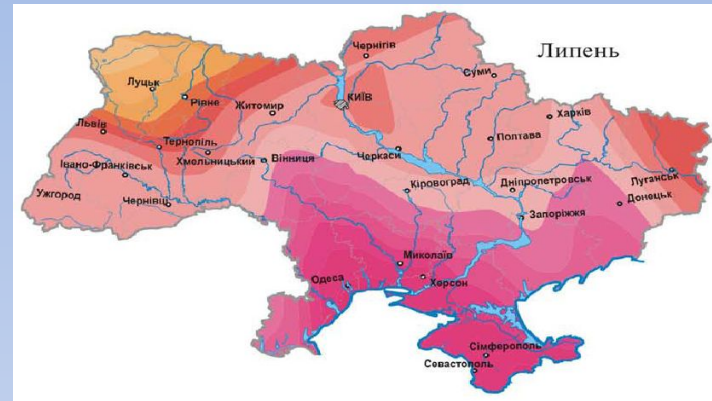 Липень
Чернігів
Суми
Луцьк
Рівне
Житомир
КИЇВ
Харків
Львів
Тернопіль
Полтава
Хмельницький
Вінниця
Черкаси
Івано-Франківськ
Луганськ
Ужгород
Чернівці
Кіровоград
Дніпропетровськ
Донецьк
Запоріжжя
Миколаїв
Одеса
Херсон
Сімферополь
Севастополь